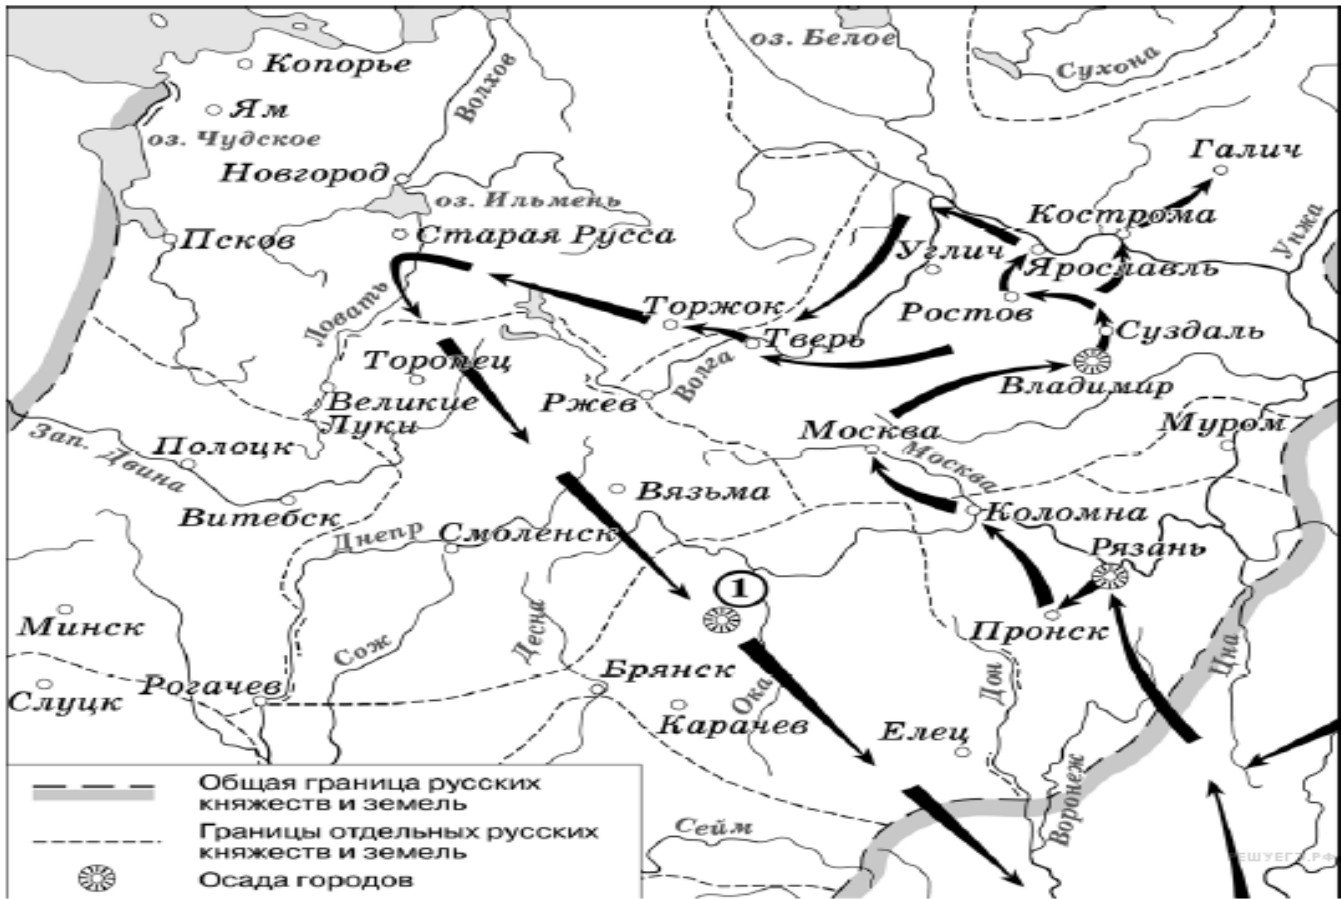 оз. Белое
Сухона
Копорье
Волхов
Ям
оз. Чудское
Галич
Новгород
оз. Ильмень
Кострома
Унжа
Псков
Старая Русса
Углич
Ярославль
Ловать
Торжок
Ростов
Тверь
Суздаль
Торопец
Волга
Владимир
Великие
Луки
Ржев
Москва
Муром
Зап. Двина
Полоцк
Москва
Вязьма
Витебск
Коломна
Днепр
Смоленск
Рязань
1
Минск
Десна
Пронск
Цна
Сож
Брянск
Дон
Слуцк
Рогачев
Ока
Карачев
Елец
Воронеж
Сейм
Общая граница русских
княжеств и земель
Границы отдельных русских
княжеств и земель
Осада городов
РЕШУЕГЭ.РФ